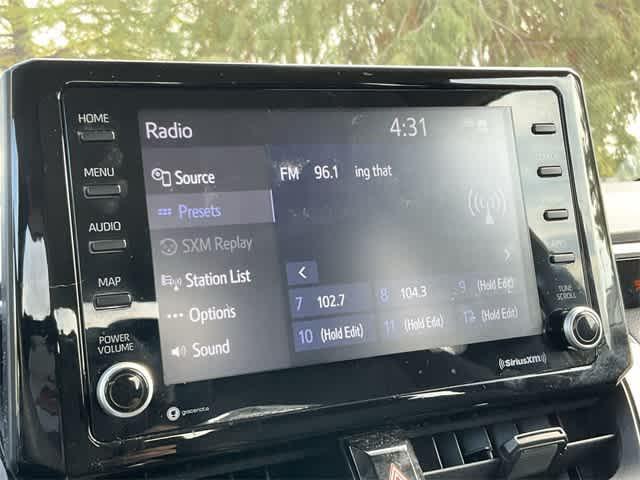 HOME
MENU
AUDIO
MAP
POWER
VOLUME
Radio
4:31
Source
Presets
SXM Replay
Station List
Options
Sound
FM 96.1 ing that
7 102.7
8 104.3
9 (Hold Edit)
10 (Hold Edit)
11 (Hold Edit)
12 (Hold Edit)
TUNE
SCROLL
gracenote
SiriusXM